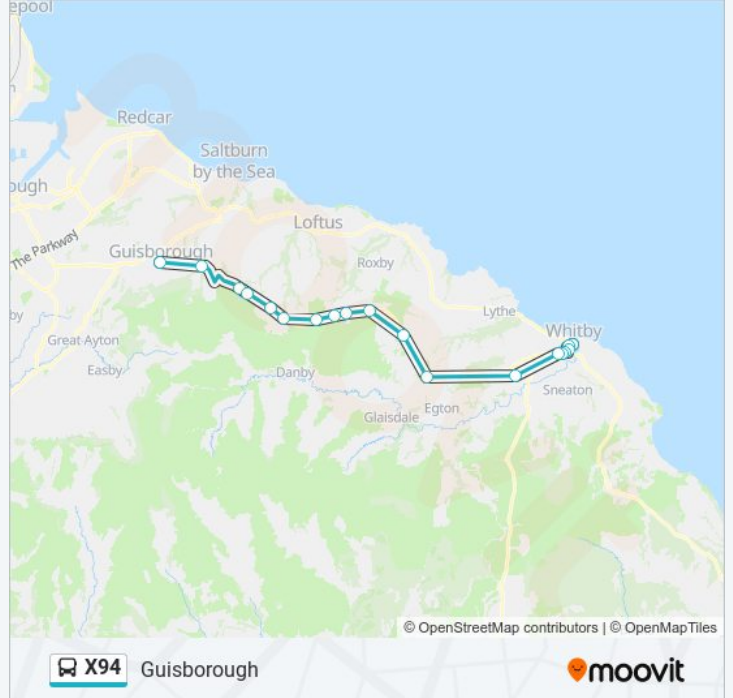 epool
Redcar
Saltburn
by the Sea
ough
Loftus
The Parkway
Guisborough
Roxby
Lythe
by
Great Ayton
Whitby
Easby
Danby
Sneaton
Egton
Glaisdale
© OpenStreetMap contributors | © OpenMapTiles
X94 Guisborough
moovit